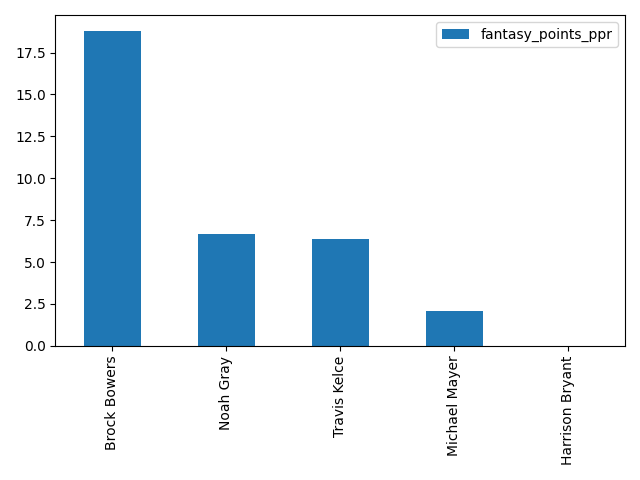 fantasy_points_ppr
17.5
15.0
12.5
10.0
7.5
5.0
2.5
0.0
Brock Bowers
Noah Gray
Travis Kelce
Michael Mayer
Harrison Bryant